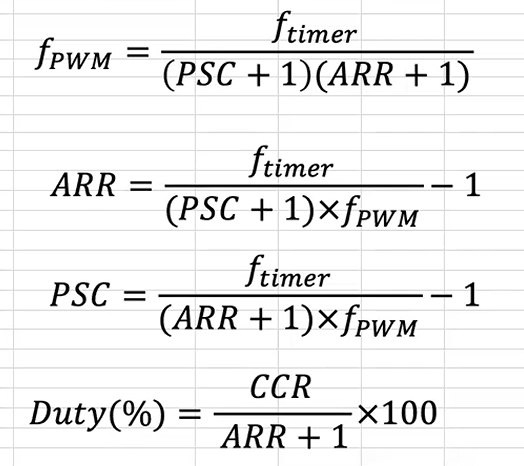 f_PWM = f_timer / (PSC + 1)(ARR + 1)
ARR = f_timer / (PSC + 1)×f_PWM − 1
PSC = f_timer / (ARR + 1)×f_PWM − 1
Duty(%) = CCR / ARR + 1 ×100